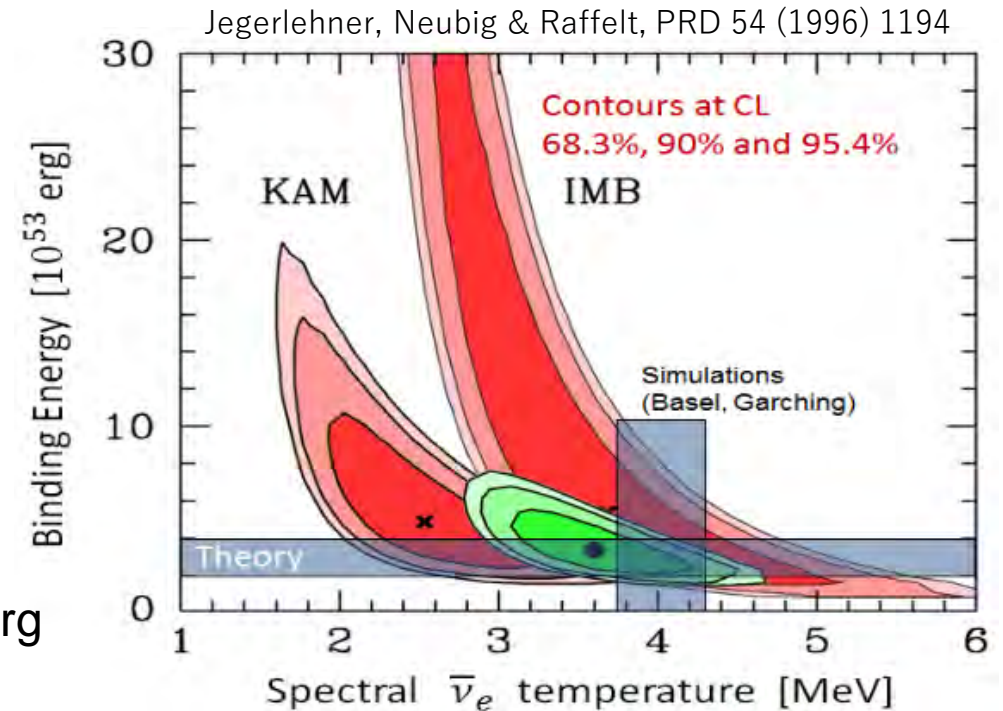 Jegerlehner, Neubig & Raffelt, PRD 54 (1996) 1194
30
Contours at CL
68.3%, 90% and 95.4%
KAM
IMB
20
Simulations
(Basel, Garching)
10
Theory
0
rg
1 2 3 4 5 6
Binding Energy [10⁵³ erg]
Spectral ν̅ₑ temperature [MeV]